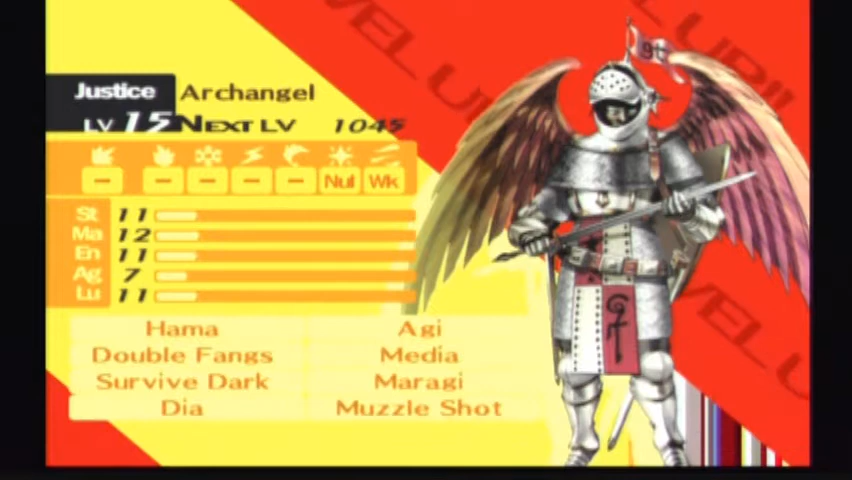 Justice Archangel
LV 15 NEXT LV 1045
- - - - - Nul Wk
St 11
Ma 12
En 11
Ag 7
Lu 11
Hama Agi
Double Fangs Media
Survive Dark Maragi
Dia Muzzle Shot